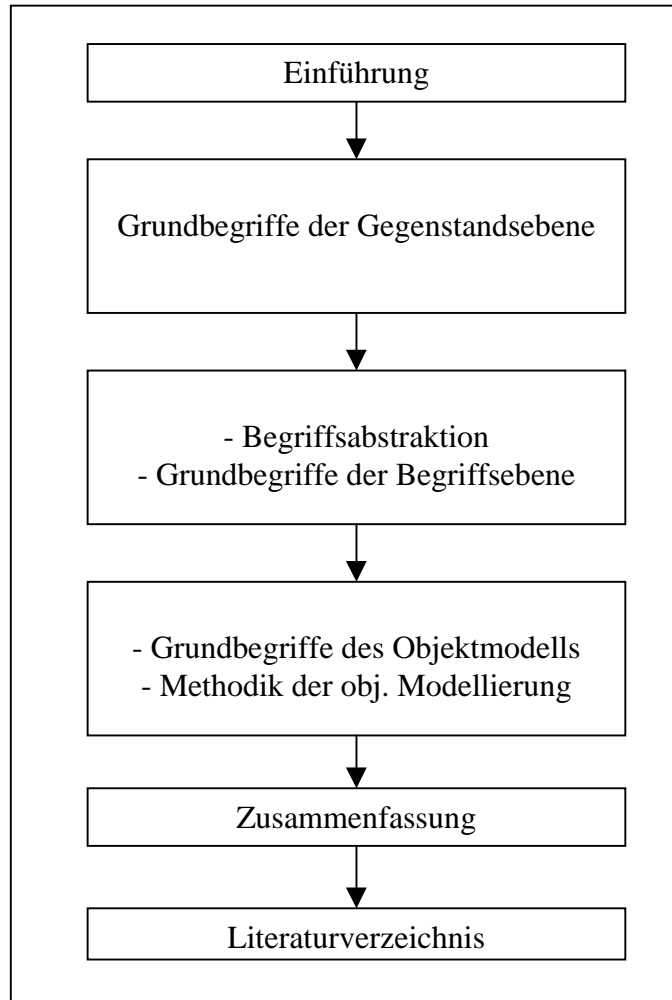 Einführung
Grundbegriffe der Gegenstandsebene
- Begriffsabstraktion
- Grundbegriffe der Begriffsebene
- Grundbegriffe des Objektmodells
- Methodik der obj. Modellierung
Zusammenfassung
Literaturverzeichnis